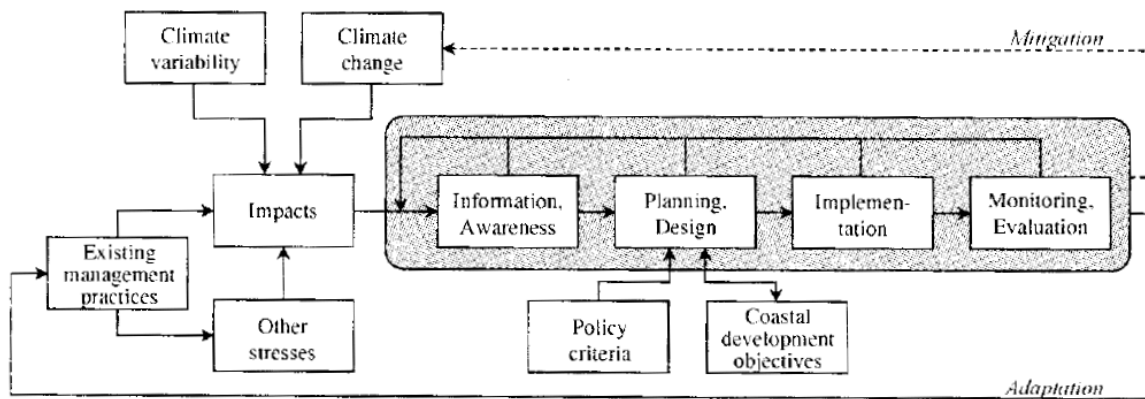 Climate
variability
Climate
change
Mitigation
Impacts
Information,
Awareness
Planning,
Design
Implemen-
tation
Monitoring,
Evaluation
Existing
management
practices
Other
stresses
Policy
criteria
Coastal
development
objectives
Adaptation